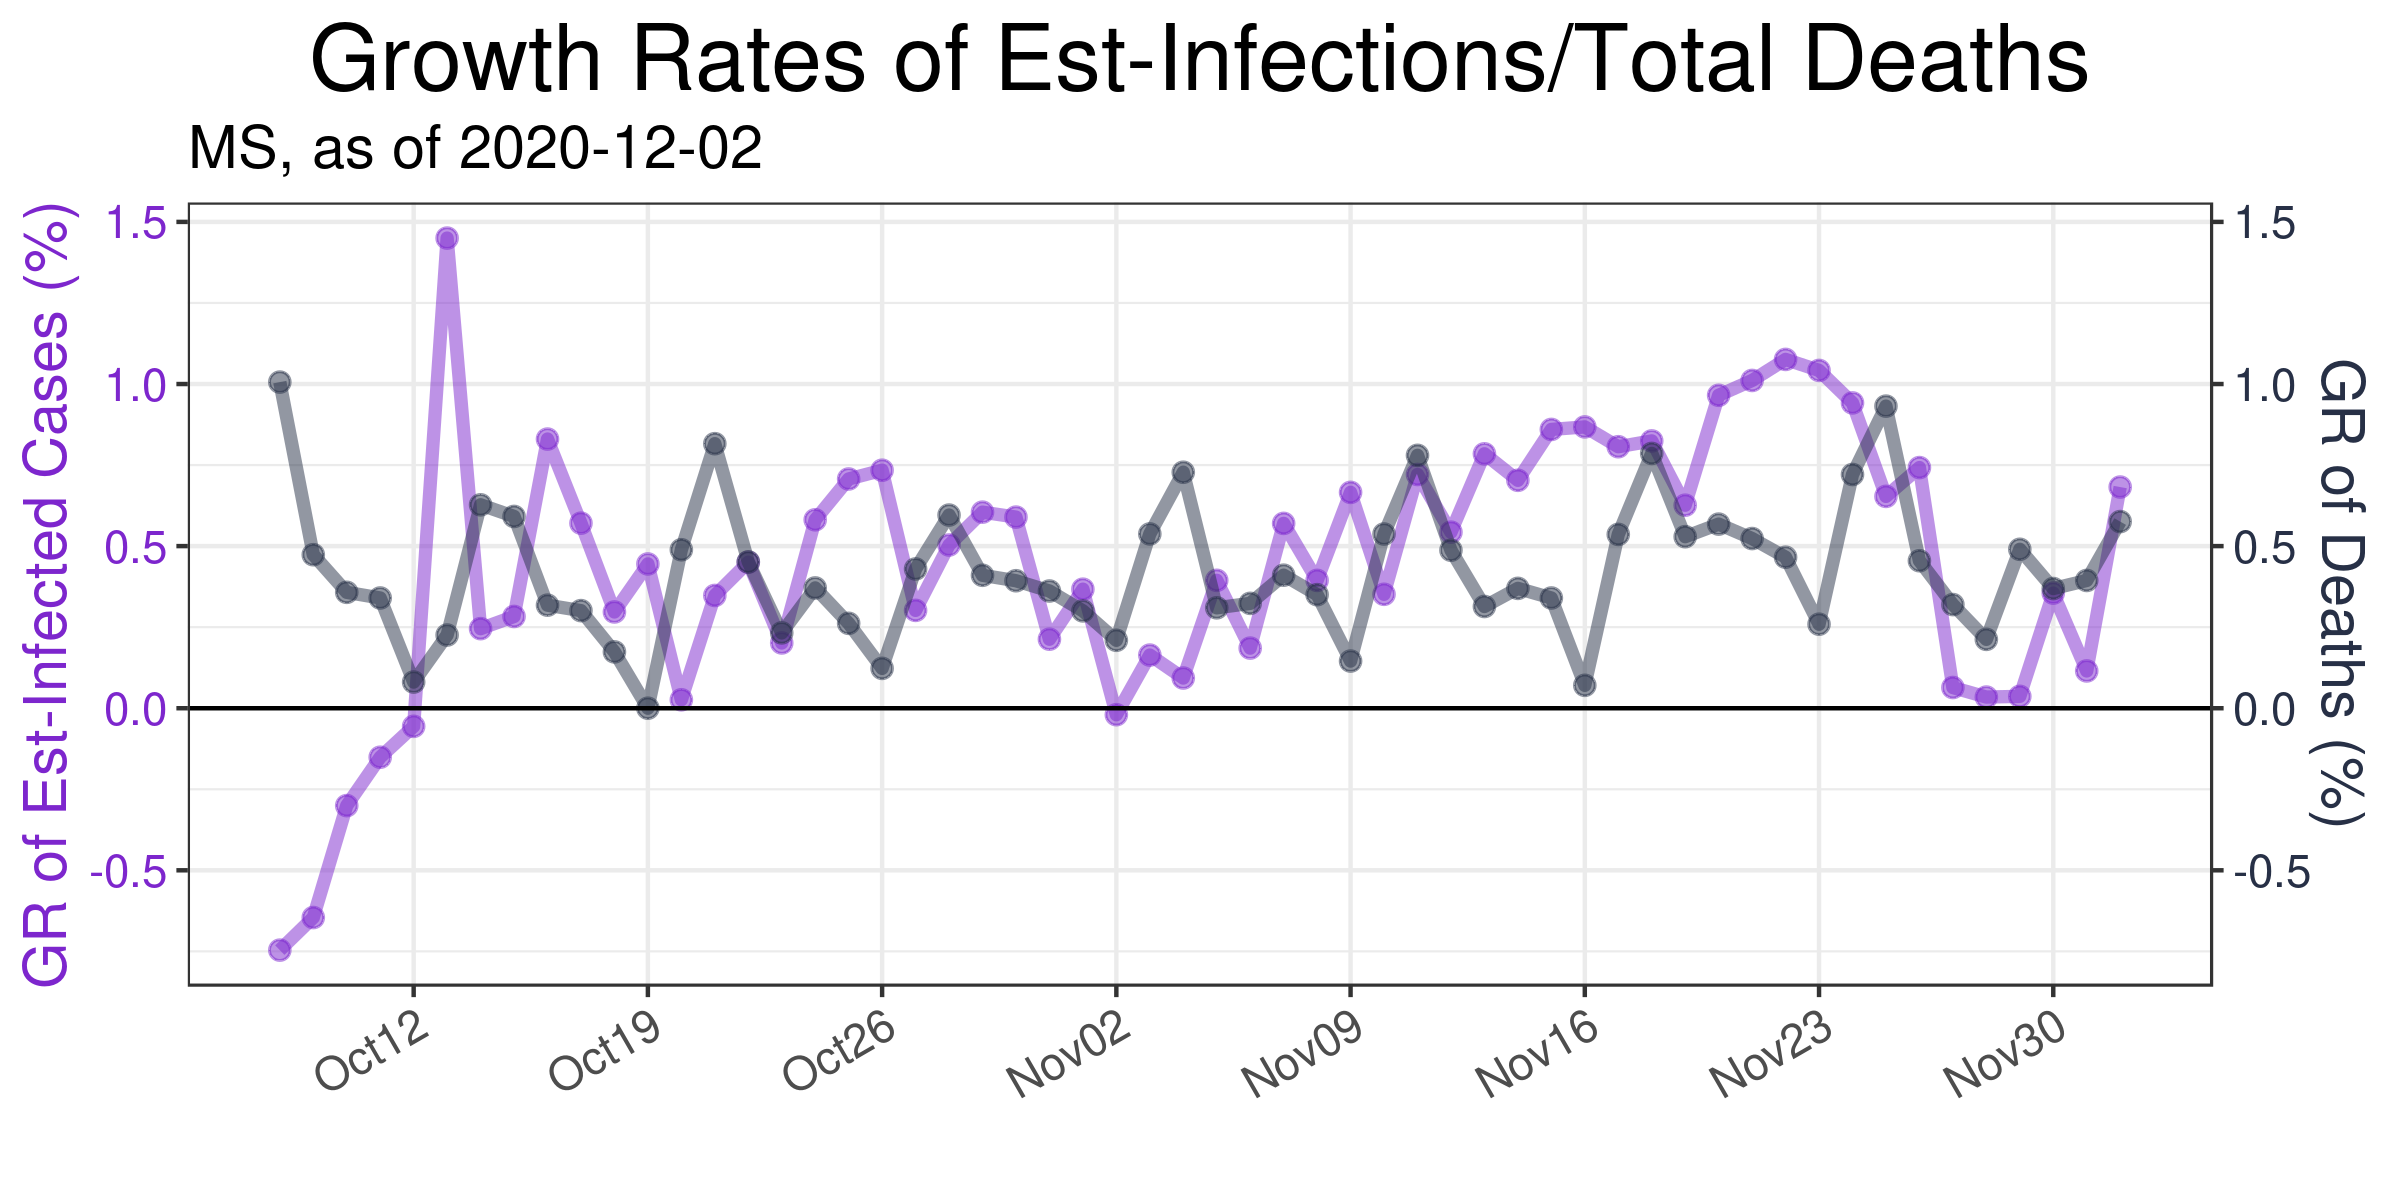 Growth Rates of Est-Infections/Total Deaths
MS, as of 2020-12-02
GR of Est-Infected Cases (%)
1.5
1.0
0.5
0.0
-0.5
1.5
1.0
0.5
0.0
-0.5
GR of Deaths (%)
Oct12
Oct19
Oct26
Nov02
Nov09
Nov16
Nov23
Nov30